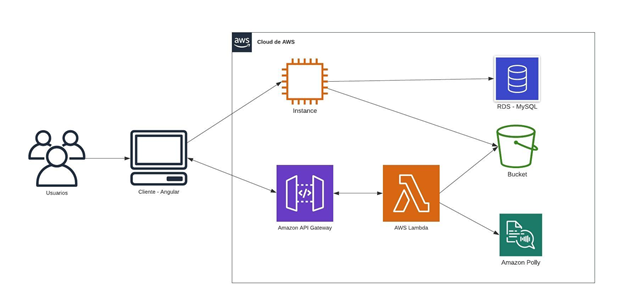 aws
Cloud de AWS
Instance
RDS - MySQL
Bucket
Usuarios
Cliente - Angular
Amazon API Gateway
AWS Lambda
Amazon Polly